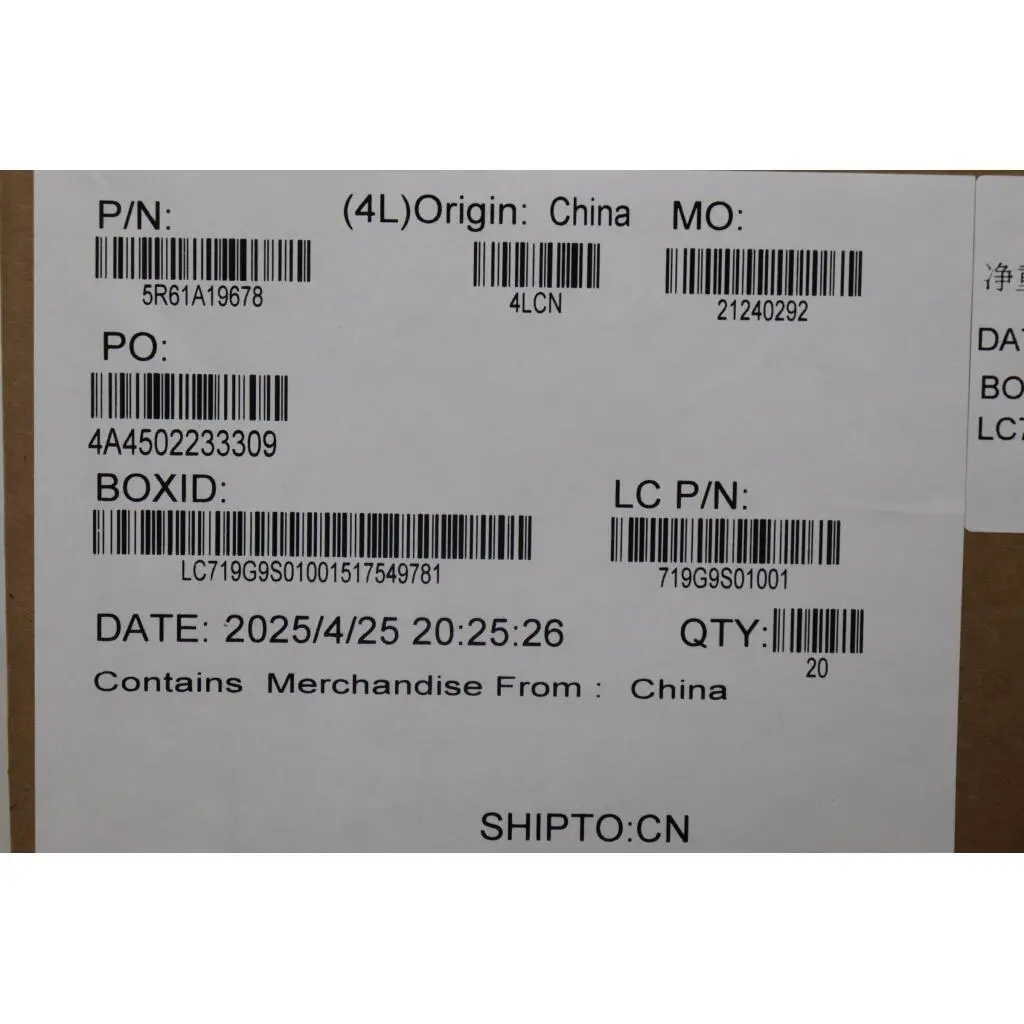 P/N: (4L)Origin: China MO:
5R61A19678 4LCN 21240292
PO:
4A4502233309
BOXID: LC P/N:
LC719G9S01001517549781 719G9S01001
DATE: 2025/4/25 20:25:26 QTY:
20
Contains Merchandise From : China
SHIPTO:CN
净
DA
BO
LC7